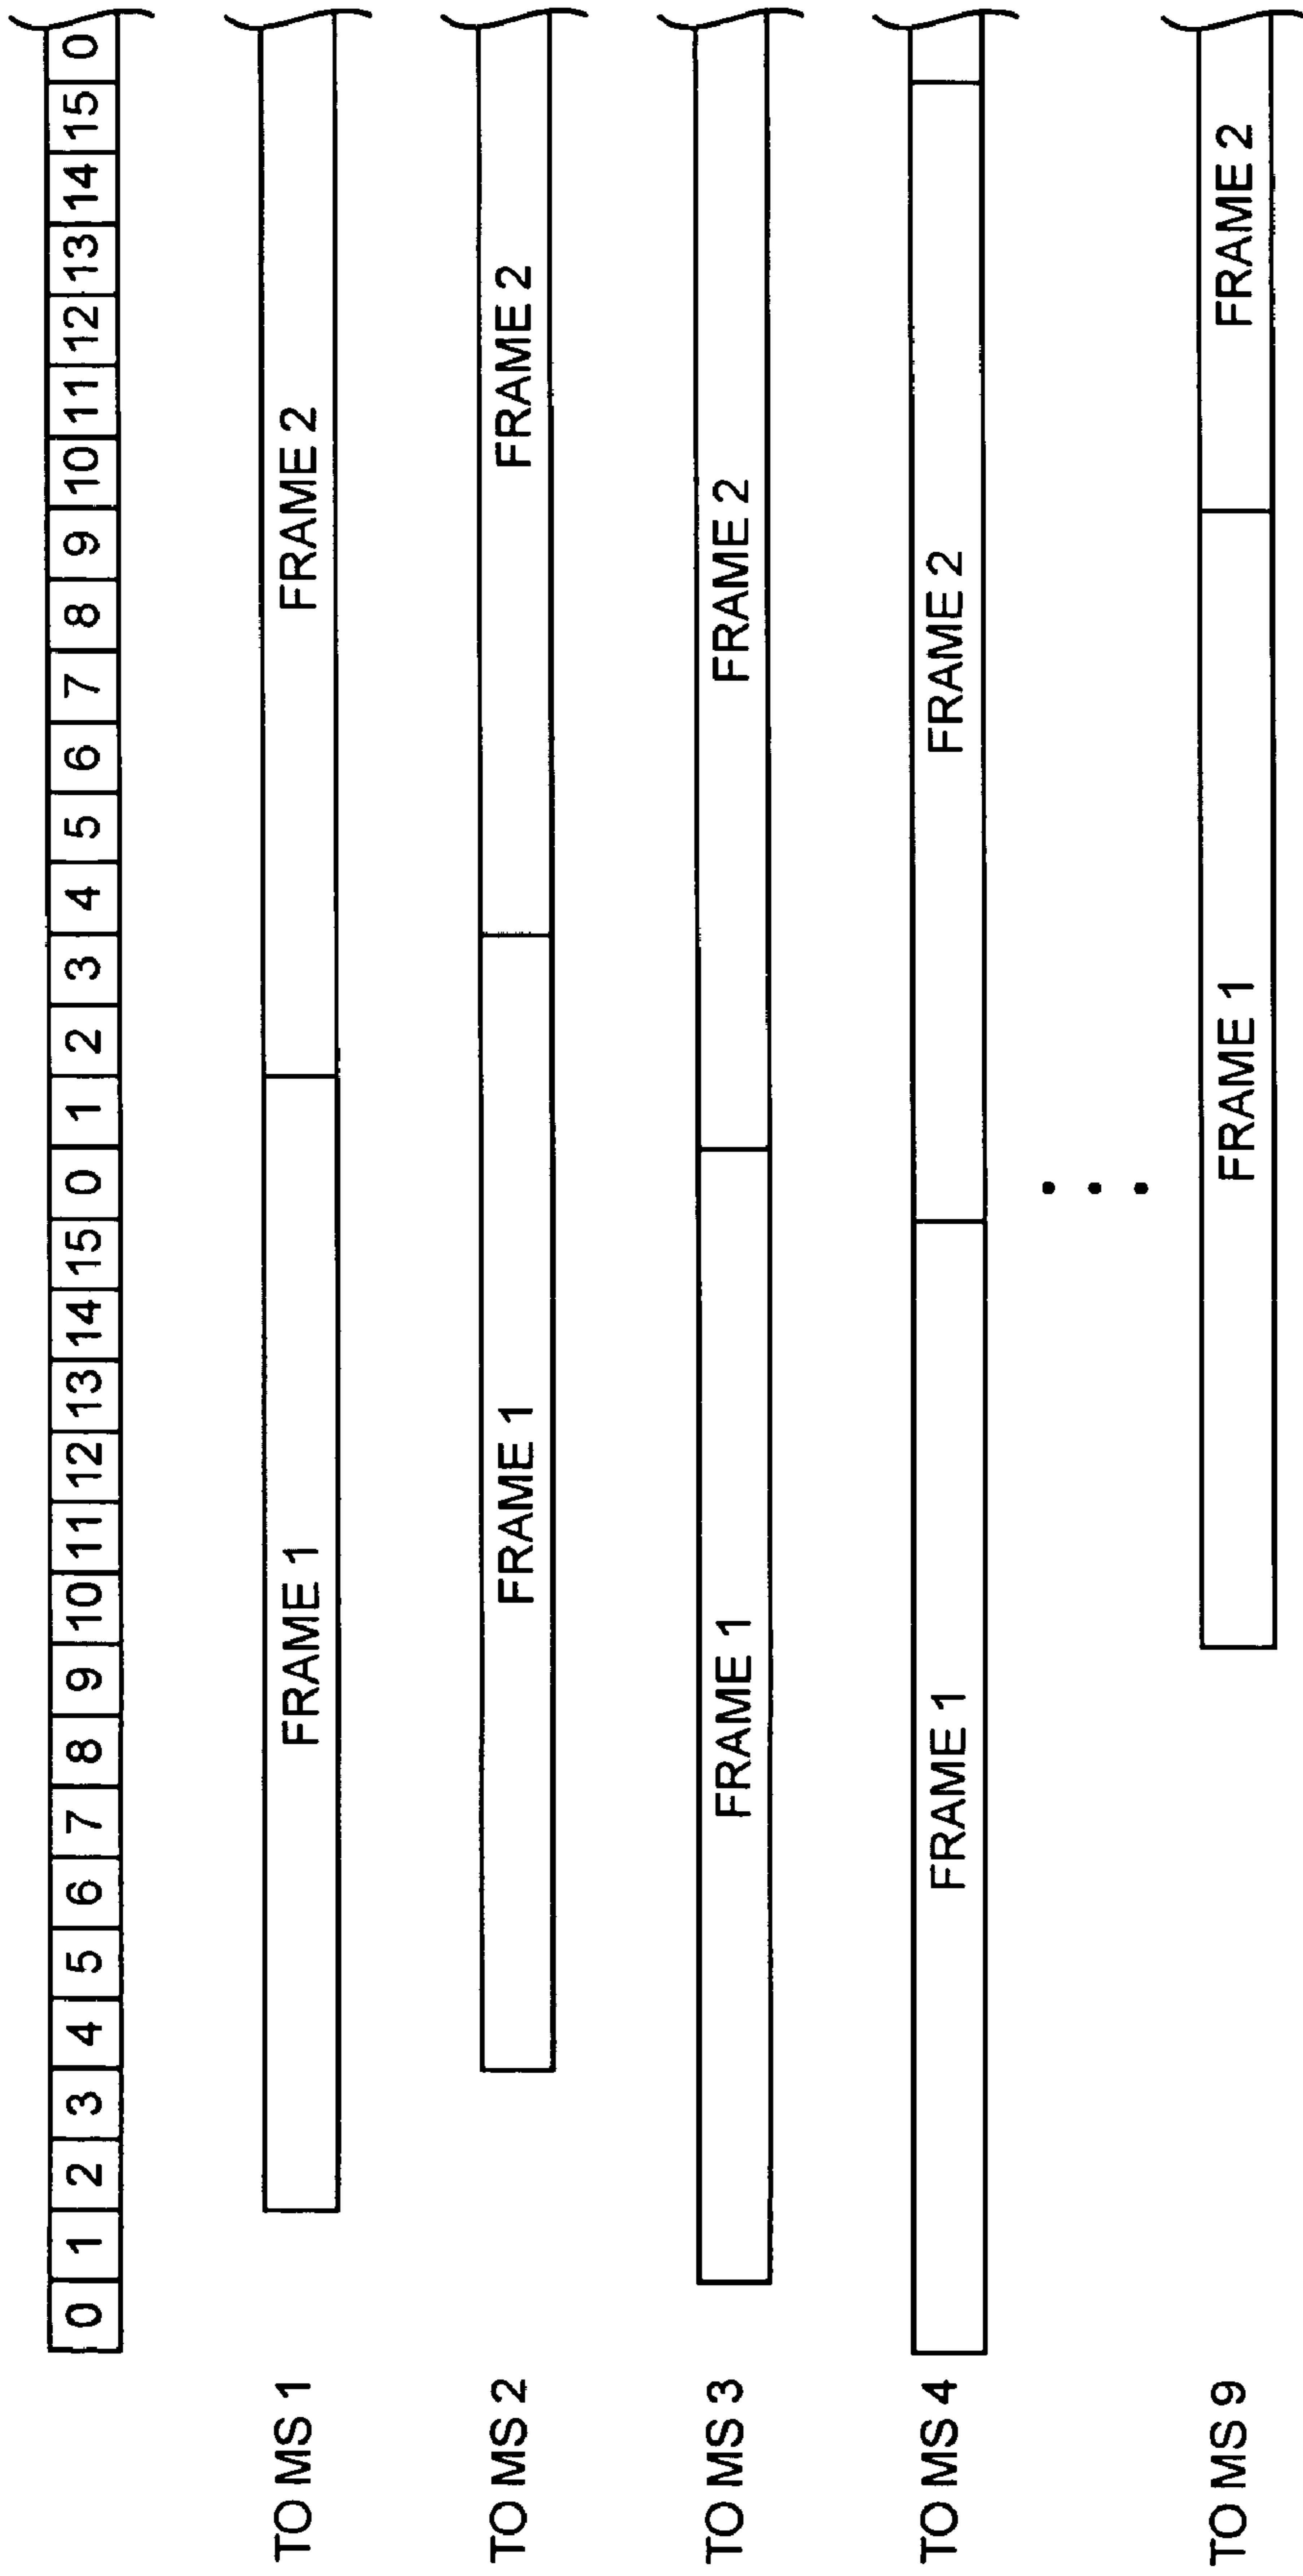 0 1 2 3 4 5 6 7 8 9 10 11 12 13 14 15 0 1 2 3 4 5 6 7 8 9 10 11 12 13 14 15 0
TO MS 1 FRAME 1 FRAME 2
TO MS 2 FRAME 1 FRAME 2
TO MS 3 FRAME 1 FRAME 2
TO MS 4 FRAME 1 FRAME 2
• • •
TO MS 9 FRAME 1 FRAME 2